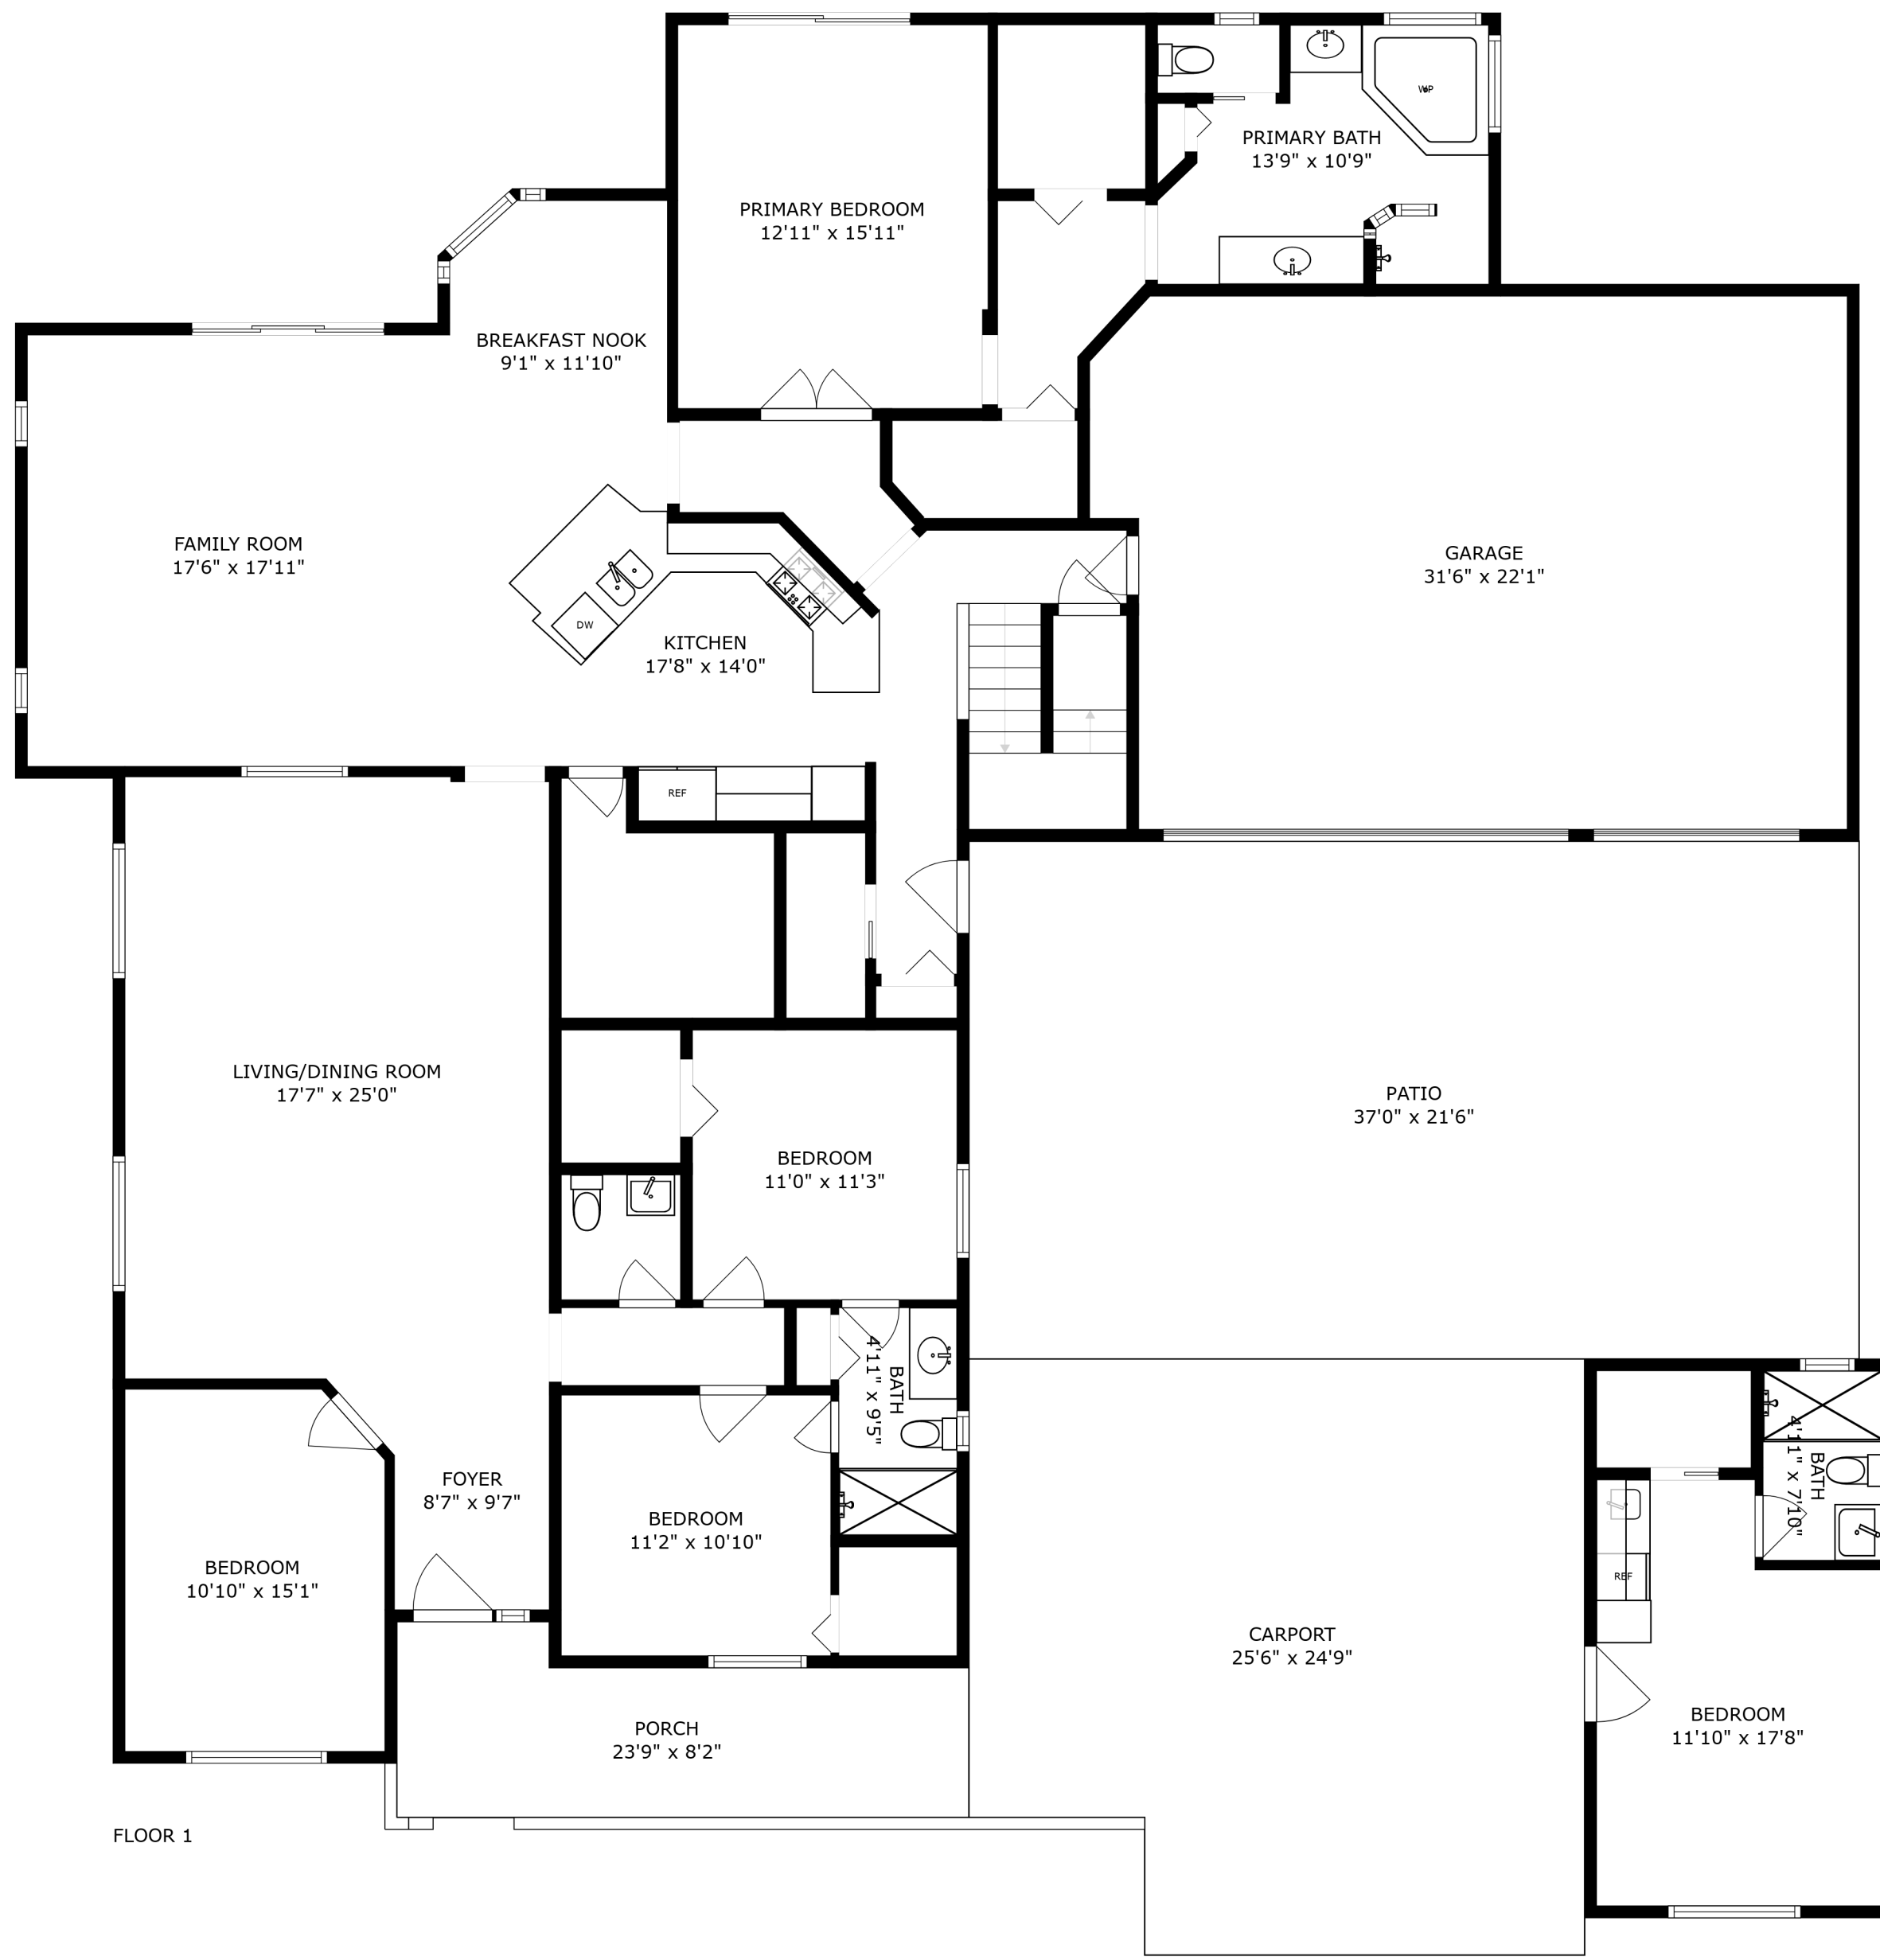 WP
PRIMARY BATH
13'9" x 10'9"
PRIMARY BEDROOM
12'11" x 15'11"
BREAKFAST NOOK
9'1" x 11'10"
FAMILY ROOM
17'6" x 17'11"
GARAGE
31'6" x 22'1"
DW
KITCHEN
17'8" x 14'0"
REF
LIVING/DINING ROOM
17'7" x 25'0"
PATIO
37'0" x 21'6"
BEDROOM
11'0" x 11'3"
BATH
4'11" x 9'5"
BATH
4'11" x 7'10"
FOYER
8'7" x 9'7"
BEDROOM
11'2" x 10'10"
BEDROOM
10'10" x 15'1"
REF
CARPORT
25'6" x 24'9"
BEDROOM
11'10" x 17'8"
PORCH
23'9" x 8'2"
FLOOR 1